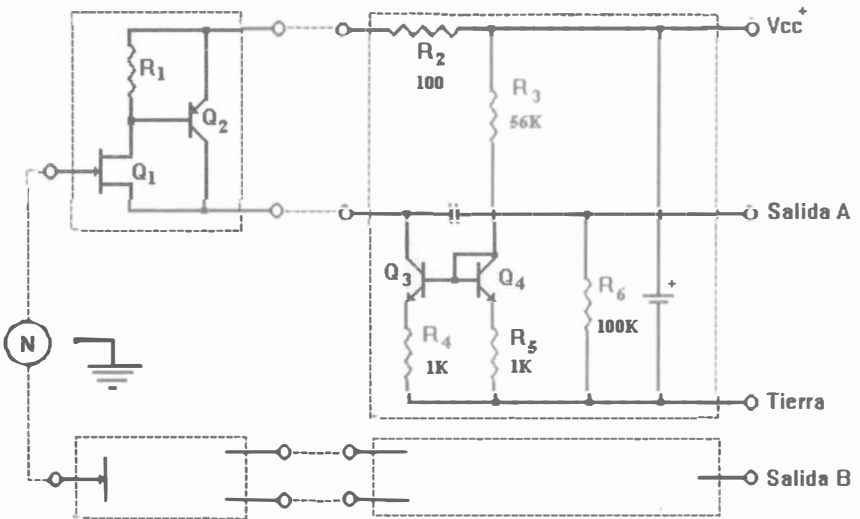 Vcc+
R1
R2
100
R3
56K
Q2
Q1
Salida A
Q3
Q4
R6
100K
+
R4
1K
R5
1K
N
Tierra
Salida B